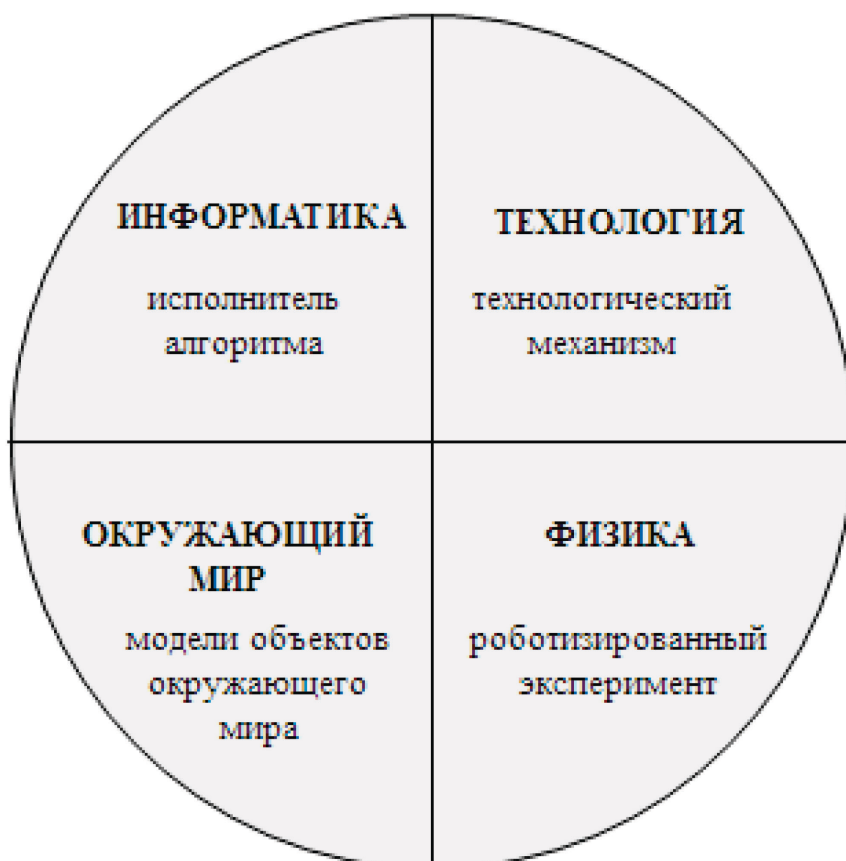 ИНФОРМАТИКА
исполнитель
алгоритма
ТЕХНОЛОГИЯ
технологический
механизм
ОКРУЖАЮЩИЙ
МИР
модели объектов
окружающего
мира
ФИЗИКА
роботизированный
эксперимент